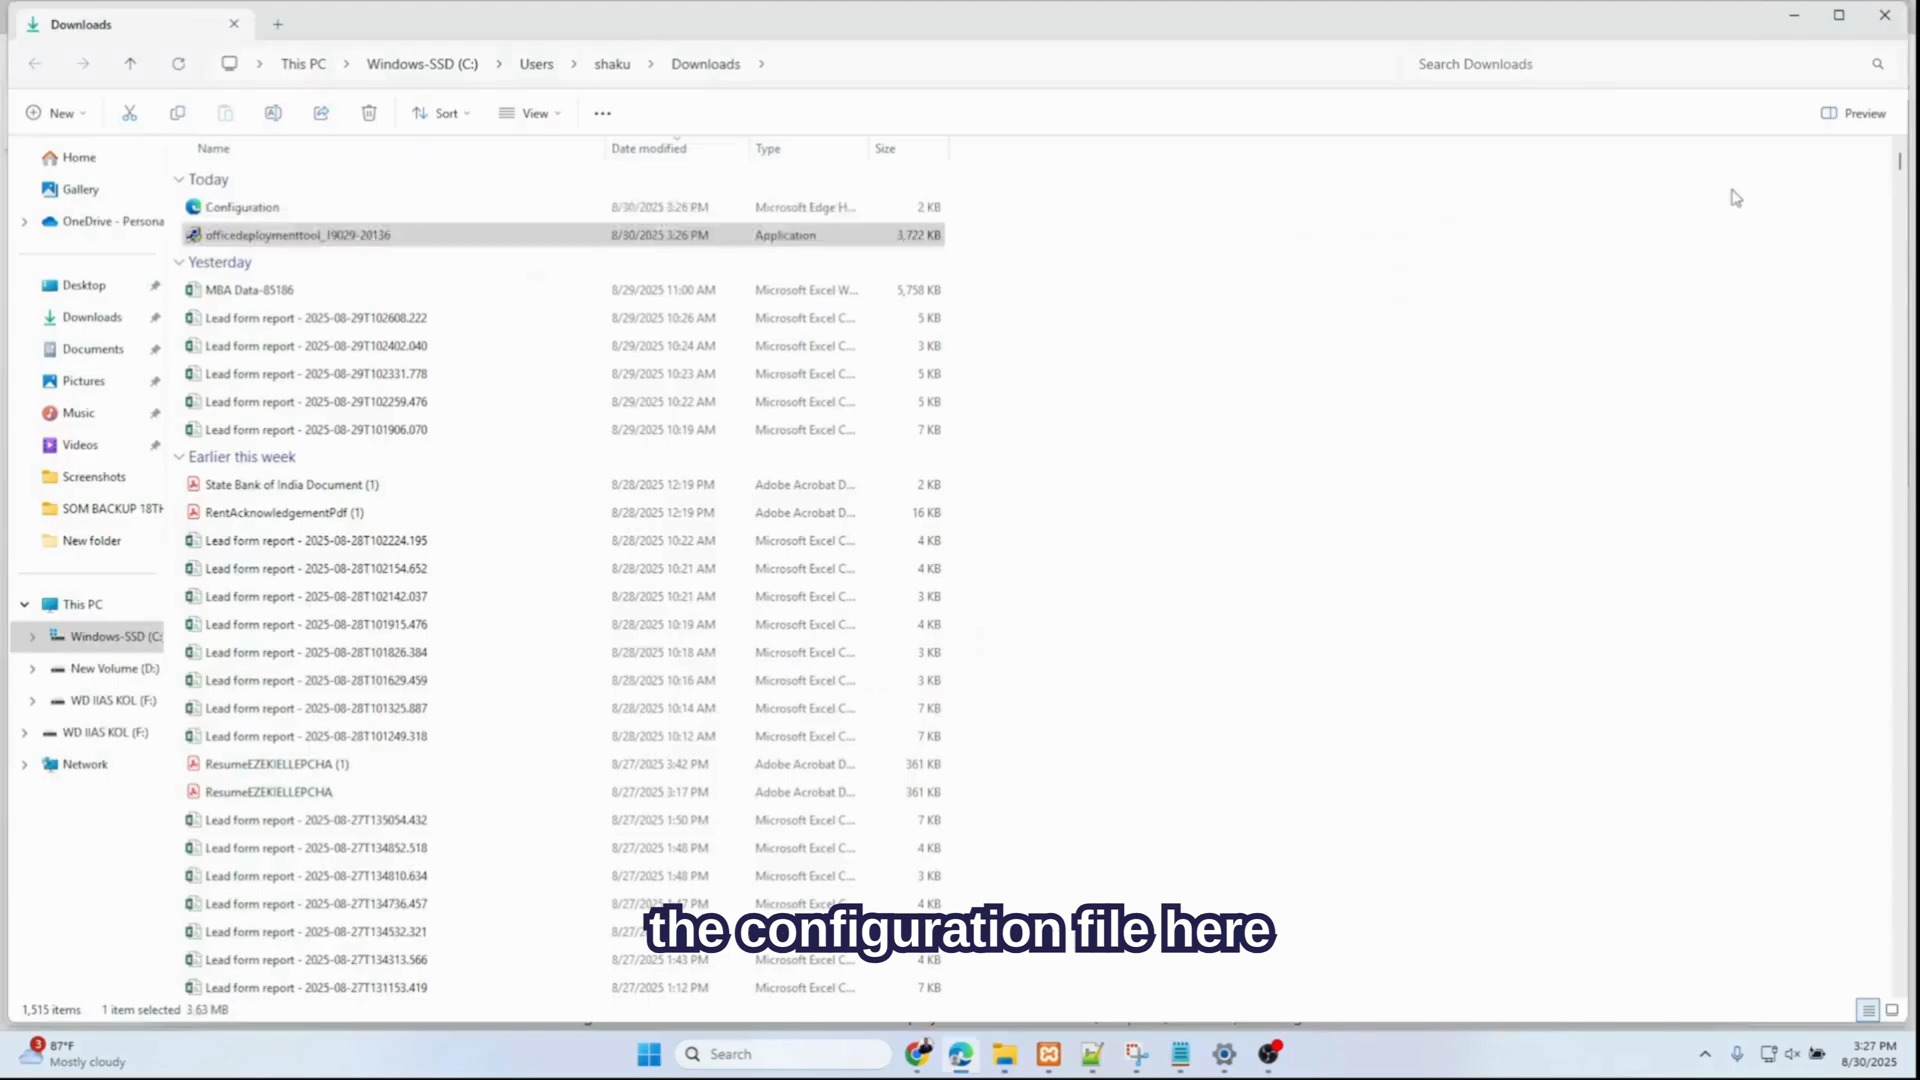 Downloads
This PC
Windows-SSD (C:)
Users
shaku
Downloads
Search Downloads
New
Sort
View
Preview
Name
Date modified
Type
Size
Home
Gallery
OneDrive - Persona
Desktop
Downloads
Documents
Pictures
Music
Videos
Screenshots
SOM BACKUP 18TH
New folder
This PC
Windows-SSD (C:
New Volume (D:)
WD IIAS KOL (F:)
WD IIAS KOL (F:)
Network
Today
Configuration 8/30/2025 3:26 PM Microsoft Edge H... 2 KB
officedeploymenttool_19029-20136 8/30/2025 3:26 PM Application 3,722 KB
Yesterday
MBA Data-85186 8/29/2025 11:00 AM Microsoft Excel W... 5,758 KB
Lead form report - 2025-08-29T102608.222 8/29/2025 10:26 AM Microsoft Excel C... 5 KB
Lead form report - 2025-08-29T102402.040 8/29/2025 10:24 AM Microsoft Excel C... 3 KB
Lead form report - 2025-08-29T102331.778 8/29/2025 10:23 AM Microsoft Excel C... 5 KB
Lead form report - 2025-08-29T102259.476 8/29/2025 10:22 AM Microsoft Excel C... 5 KB
Lead form report - 2025-08-29T101906.070 8/29/2025 10:19 AM Microsoft Excel C... 7 KB
Earlier this week
State Bank of India Document (1) 8/28/2025 12:19 PM Adobe Acrobat D... 2 KB
RentAcknowledgementPdf (1) 8/28/2025 12:19 PM Adobe Acrobat D... 16 KB
Lead form report - 2025-08-28T102224.195 8/28/2025 10:22 AM Microsoft Excel C... 4 KB
Lead form report - 2025-08-28T102154.652 8/28/2025 10:21 AM Microsoft Excel C... 4 KB
Lead form report - 2025-08-28T102142.037 8/28/2025 10:21 AM Microsoft Excel C... 3 KB
Lead form report - 2025-08-28T101915.476 8/28/2025 10:19 AM Microsoft Excel C... 4 KB
Lead form report - 2025-08-28T101826.384 8/28/2025 10:18 AM Microsoft Excel C... 3 KB
Lead form report - 2025-08-28T101629.459 8/28/2025 10:16 AM Microsoft Excel C... 3 KB
Lead form report - 2025-08-28T101325.887 8/28/2025 10:14 AM Microsoft Excel C... 7 KB
Lead form report - 2025-08-28T101249.318 8/28/2025 10:12 AM Microsoft Excel C... 7 KB
ResumeEZEKIELLEPCHA (1) 8/27/2025 3:42 PM Adobe Acrobat D... 361 KB
ResumeEZEKIELLEPCHA 8/27/2025 3:17 PM Adobe Acrobat D... 361 KB
Lead form report - 2025-08-27T135054.432 8/27/2025 1:50 PM Microsoft Excel C... 7 KB
Lead form report - 2025-08-27T134852.518 8/27/2025 1:48 PM Microsoft Excel C... 4 KB
Lead form report - 2025-08-27T134810.634 8/27/2025 1:48 PM Microsoft Excel C... 3 KB
Lead form report - 2025-08-27T134736.457 8/27/2025 1:47 PM Microsoft Excel C... 4 KB
Lead form report - 2025-08-27T134532.321 8/27/
Lead form report - 2025-08-27T134313.566 8/27/2025 1:43 PM Microsoft Excel C... 4 KB
Lead form report - 2025-08-27T131153.419 8/27/2025 1:12 PM Microsoft Excel C... 7 KB
the configuration file here
1,515 items 1 item selected 3.63 MB
3
87°F
Mostly cloudy
Search
3:27 PM
8/30/2025